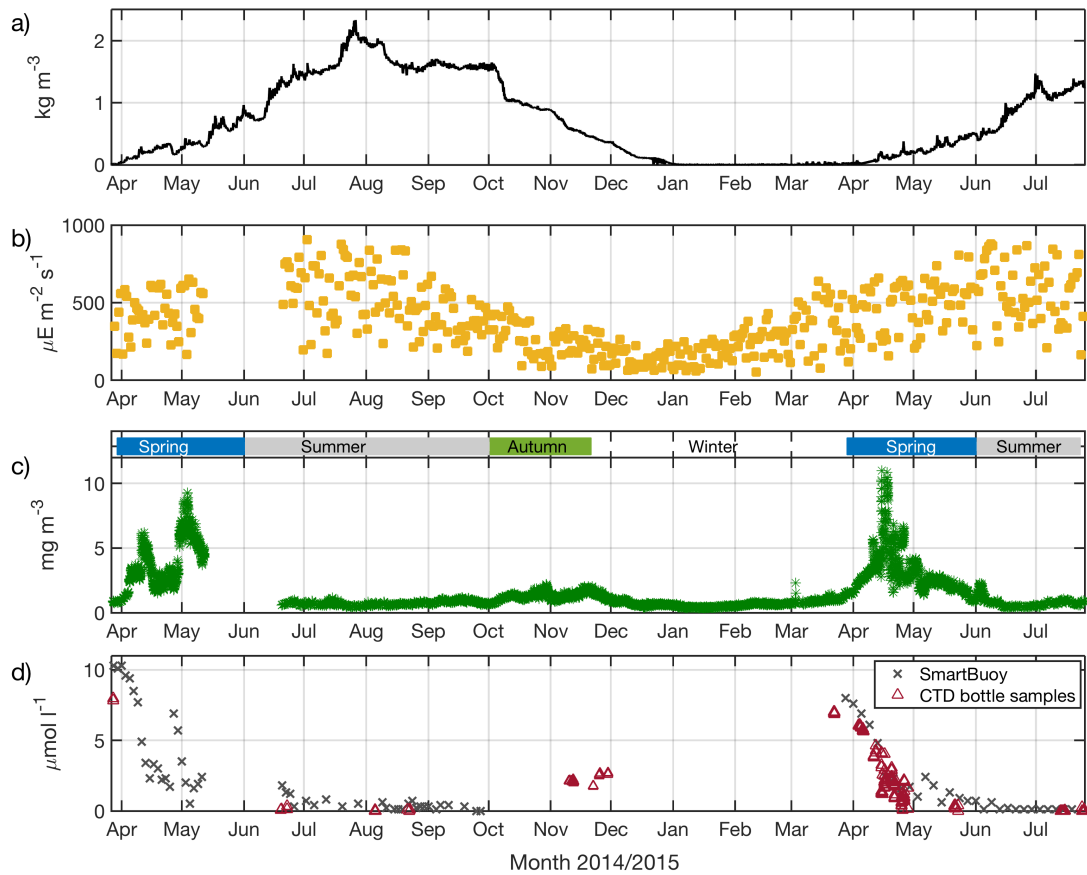 a)
kg m-3
2
1
0
Apr May Jun Jul Aug Sep Oct Nov Dec Jan Feb Mar Apr May Jun Jul
b)
μE m-2 s-1
1000
500
0
Apr May Jun Jul Aug Sep Oct Nov Dec Jan Feb Mar Apr May Jun Jul
Spring Summer Autumn Winter Spring Summer
c)
mg m-3
10
5
0
Apr May Jun Jul Aug Sep Oct Nov Dec Jan Feb Mar Apr May Jun Jul
d)
μmol l-1
10
5
0
SmartBuoy
CTD bottle samples
Apr May Jun Jul Aug Sep Oct Nov Dec Jan Feb Mar Apr May Jun Jul
Month 2014/2015